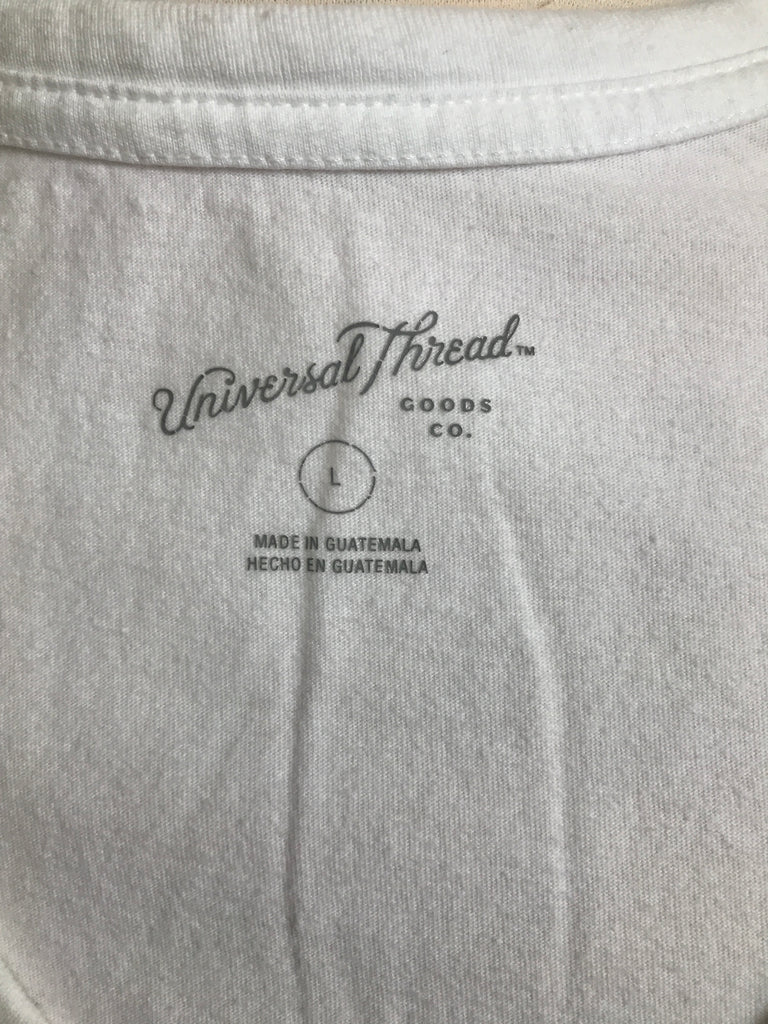 Universal Thread™
GOODS
CO.
L
MADE IN GUATEMALA
HECHO EN GUATEMALA